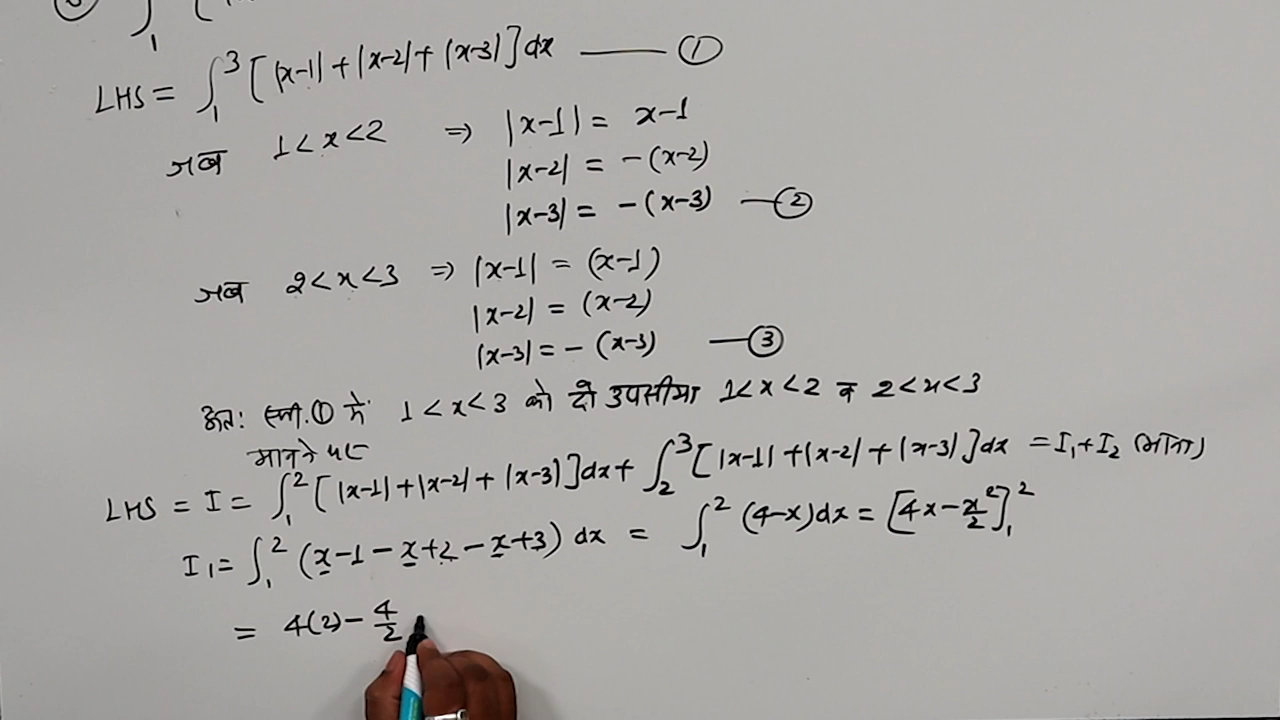 LHS = ∫₁³ [|x-1| + |x-2| + |x-3|] dx —— ①
जब 1 < x < 2 ⇒ |x-1| = x-1
|x-2| = -(x-2)
|x-3| = -(x-3) —②
जब 2 < x < 3 ⇒ |x-1| = (x-1)
|x-2| = (x-2)
|x-3| = -(x-3) —③
अतः समी. ① में 1 < x < 3 को दो उपसीमा 1 < x < 2 व 2 < x < 3
मानने पर
LHS = I = ∫₁² [|x-1| + |x-2| + |x-3|] dx + ∫₂³ [|x-1| + |x-2| + |x-3|] dx = I₁ + I₂ (माना)
I₁ = ∫₁² (x-1-x+2-x+3) dx = ∫₁² (4-x) dx = [4x - x²/2]₁²
= 4(2) - 4/2